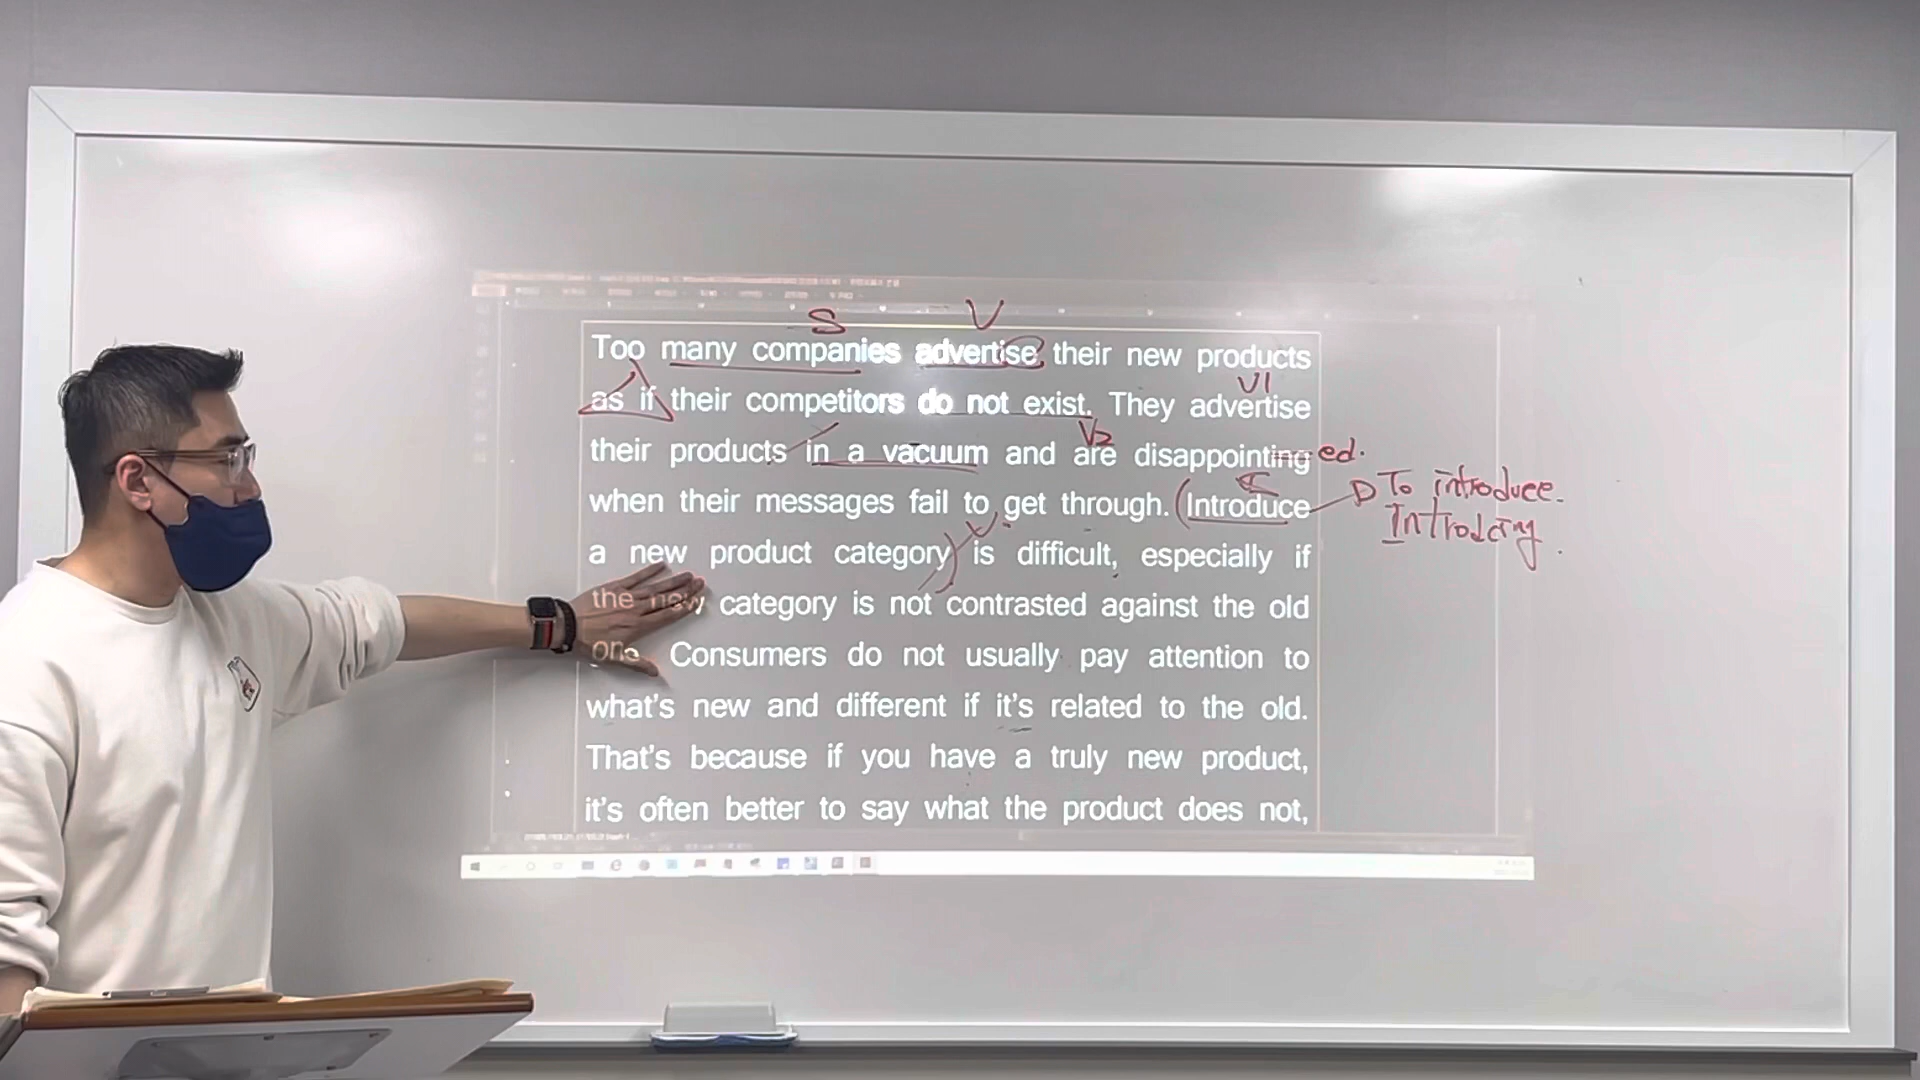 S V
Too many companies advertise their new products
V1
as if their competitors do not exist. They advertise
V2
their products in a vacuum and are disappointing ed.
S
when their messages fail to get through. (Introduce To introduce.
V Introdcing
a new product category) is difficult, especially if
the new category is not contrasted against the old
one. Consumers do not usually pay attention to
what's new and different if it's related to the old.
That's because if you have a truly new product,
it's often better to say what the product does not,